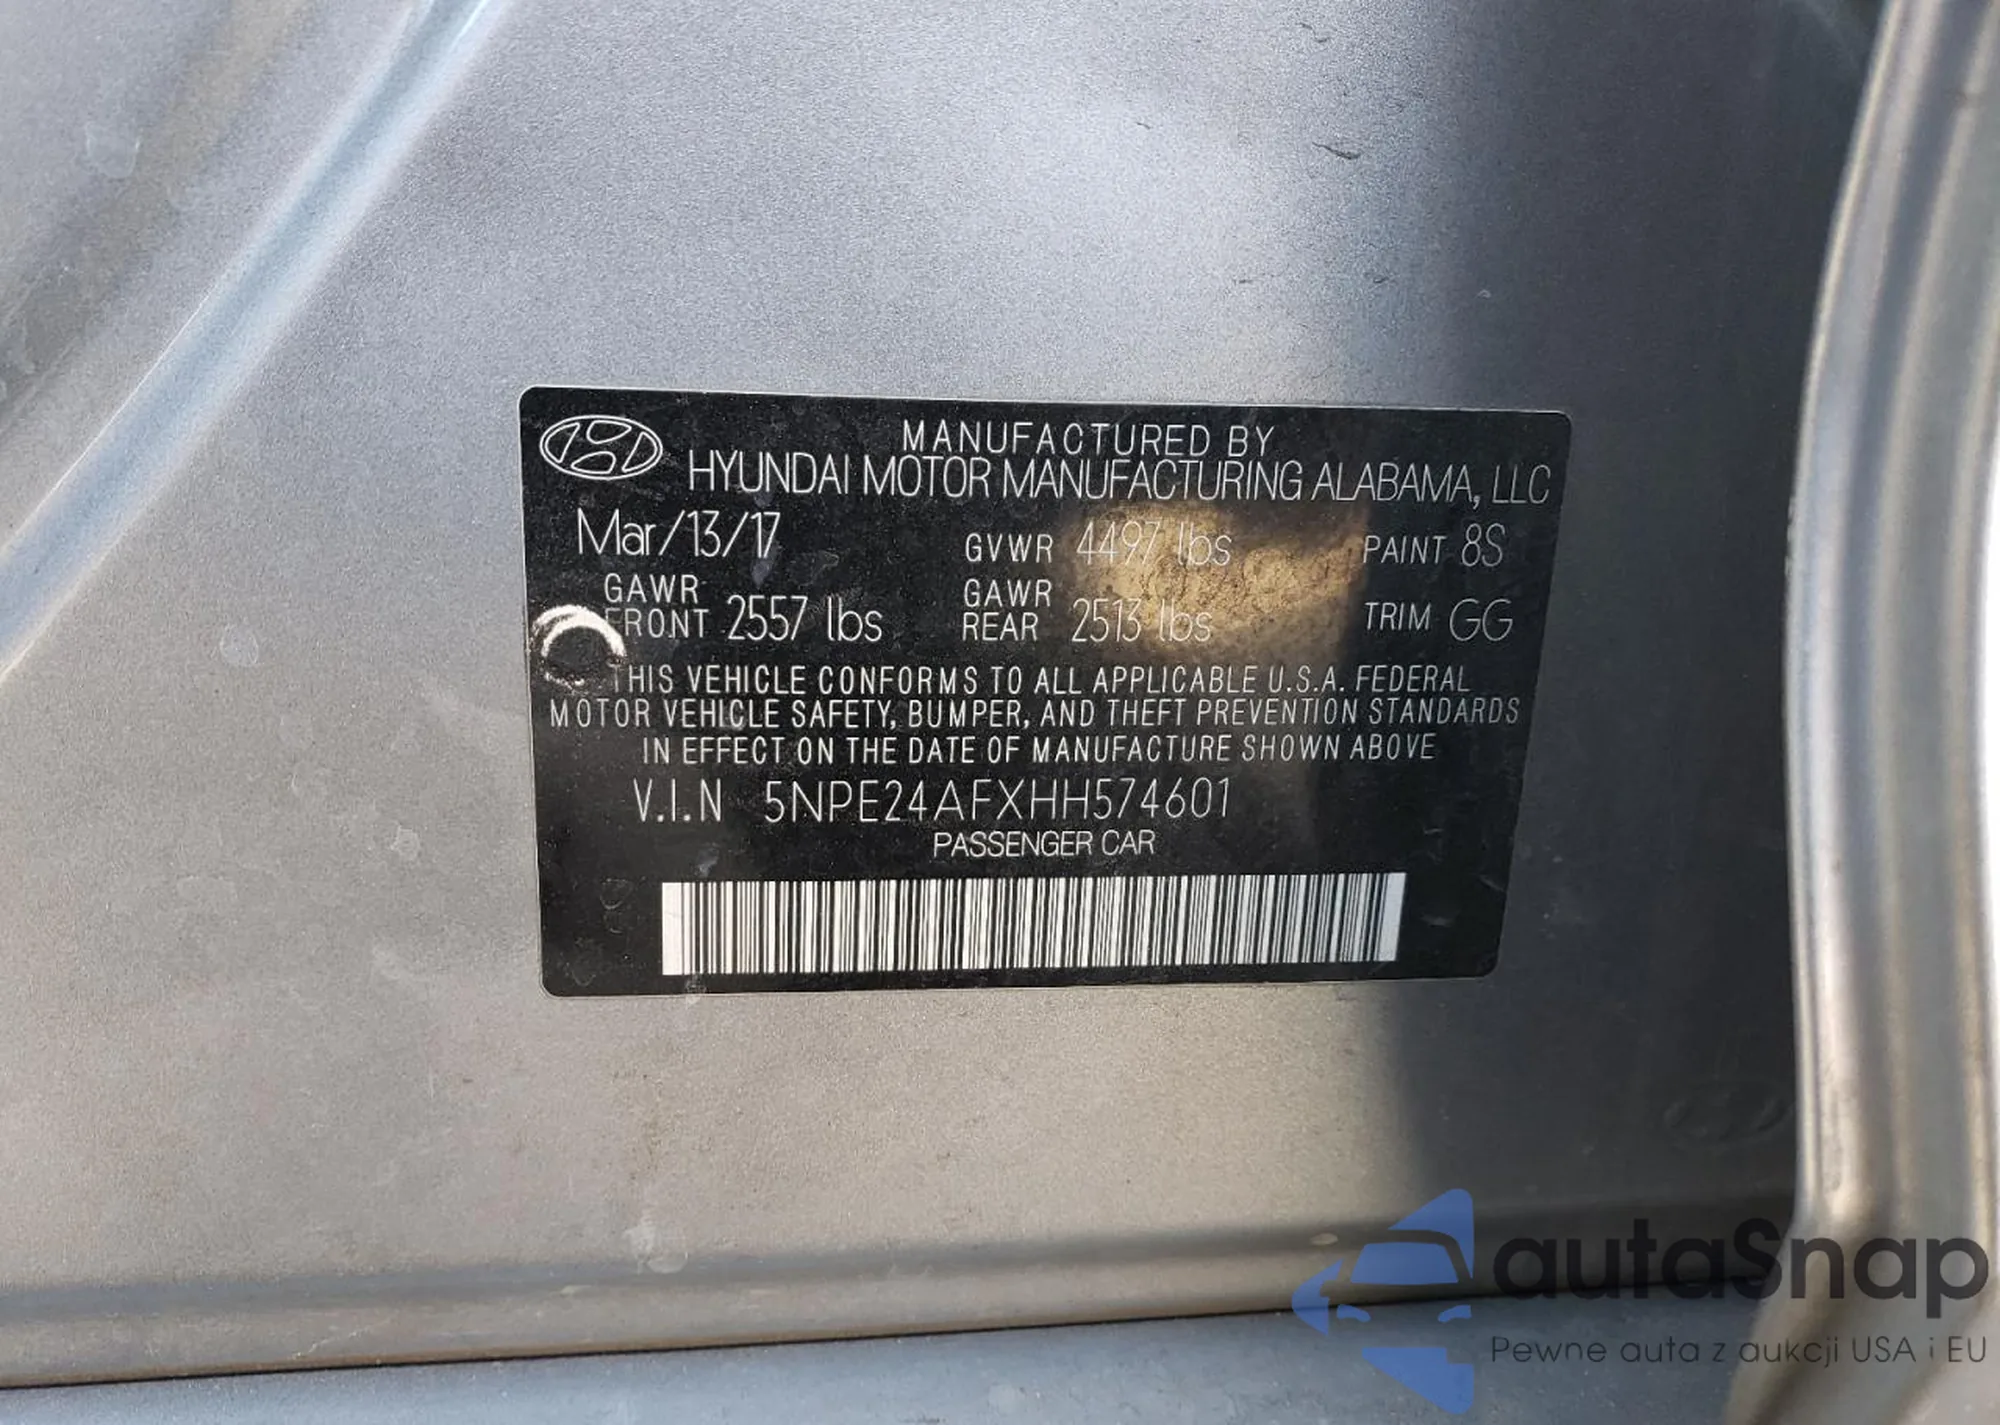 MANUFACTURED BY
HYUNDAI MOTOR MANUFACTURING ALABAMA, LLC
Mar/13/17 GVWR 4497 lbs PAINT 8S
GAWR FRONT 2557 lbs GAWR REAR 2513 lbs TRIM GG
THIS VEHICLE CONFORMS TO ALL APPLICABLE U.S.A. FEDERAL
MOTOR VEHICLE SAFETY, BUMPER, AND THEFT PREVENTION STANDARDS
IN EFFECT ON THE DATE OF MANUFACTURE SHOWN ABOVE
V.I.N 5NPE24AFXHH574601
PASSENGER CAR
autaSnap
Pewne auta z aukcji USA i EU